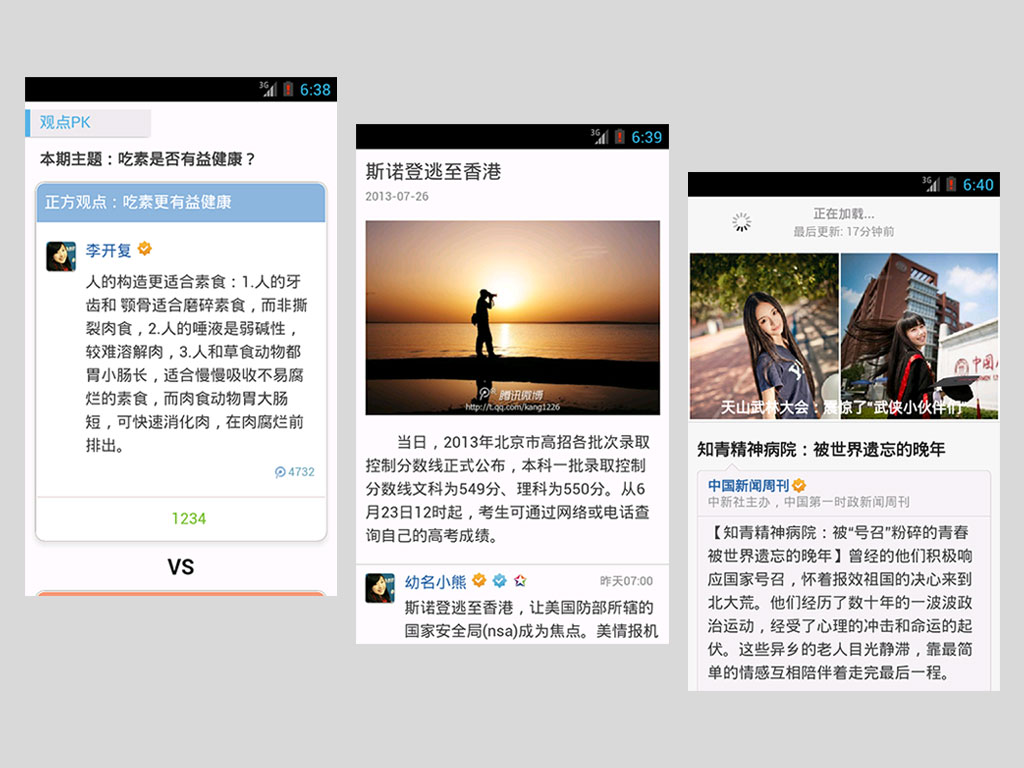 3G
6:38
观点PK
本期主题：吃素是否有益健康？
正方观点：吃素更有益健康
李开复
人的构造更适合素食：1.人的牙
齿和 颚骨适合磨碎素食，而非撕
裂肉食，2.人的唾液是弱碱性，
较难溶解肉，3.人和草食动物都
胃小肠长，适合慢慢吸收不易腐
烂的素食，而肉食动物胃大肠
短，可快速消化肉，在肉腐烂前
排出。
4732
1234
VS
3G
6:39
斯诺登逃至香港
2013-07-26
腾讯微博
http://t.qq.com/kang1226
当日，2013年北京市高招各批次录取
控制分数线正式公布，本科一批录取控制
分数线文科为549分、理科为550分。从6
月23日12时起，考生可通过网络或电话查
询自己的高考成绩。
幼名小熊
昨天07:00
斯诺登逃至香港，让美国防部所辖的
国家安全局(nsa)成为焦点。美情报机
3G
6:40
正在加载...
最后更新: 17分钟前
中国
天山武林大会：震惊了“武侠小伙伴们”
知青精神病院：被世界遗忘的晚年
中国新闻周刊
中新社主办，中国第一时政新闻周刊
【知青精神病院：被“号召”粉碎的青春
被世界遗忘的晚年】曾经的他们积极响
应国家号召，怀着报效祖国的决心来到
北大荒。他们经历了数十年的一波波政
治运动，经受了心理的冲击和命运的起
伏。这些异乡的老人目光静滞，靠最简
单的情感互相陪伴着走完最后一程。